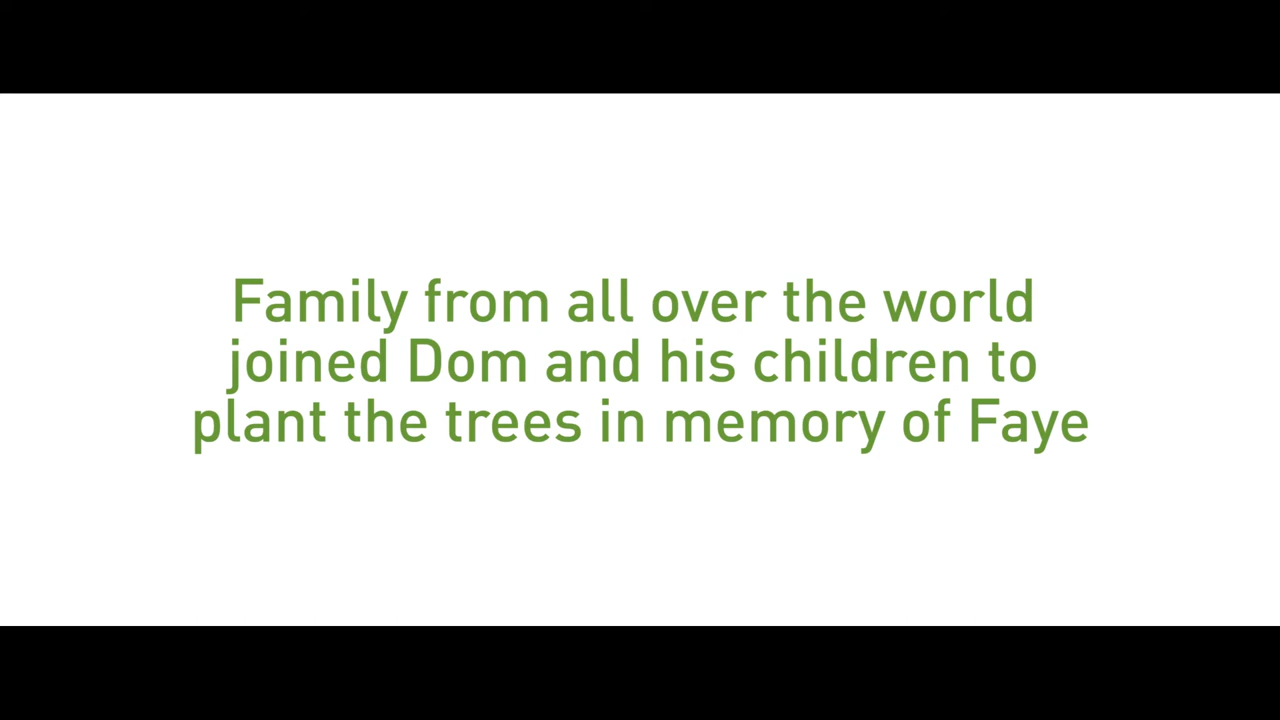 Family from all over the world
joined Dom and his children to
plant the trees in memory of Faye